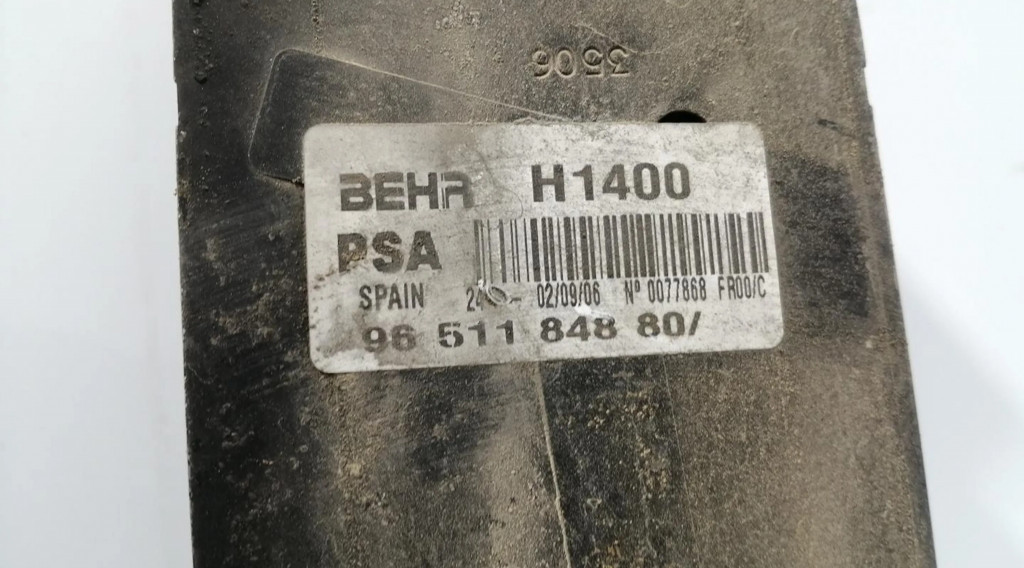 3506
BEHR H1400
PSA
SPAIN 02/09/06 Nº 0077868 FR00/C
96 511 848 80/